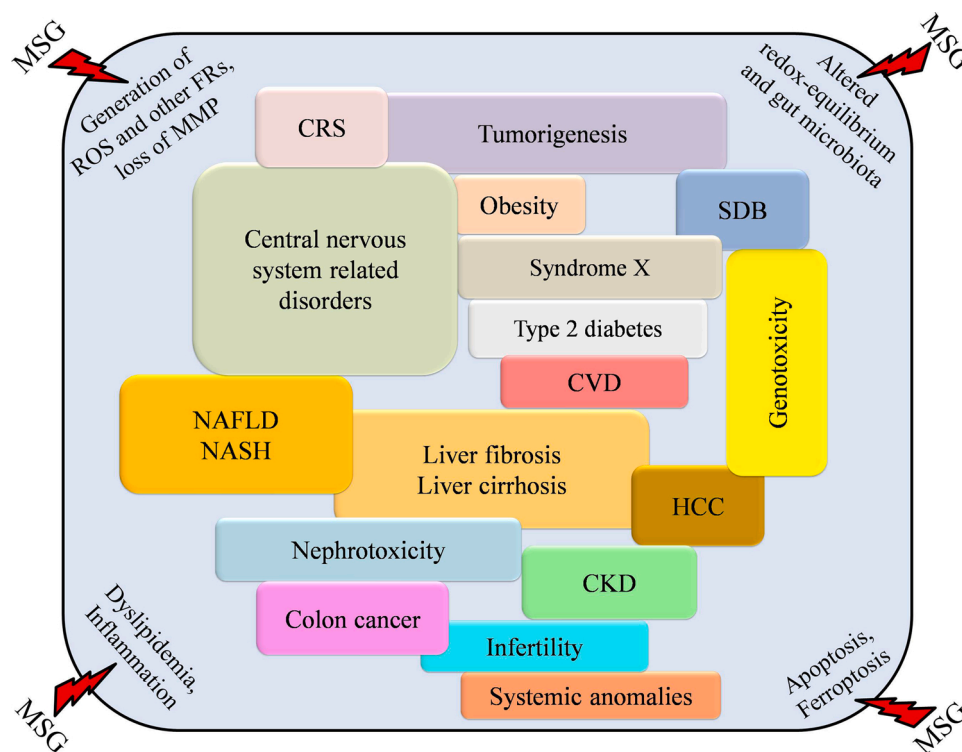 MSG
Generation of
ROS and other FRs,
loss of MMP
MSG
Altered
redox-equilibrium
and gut microbiota
CRS
Tumorigenesis
Central nervous
system related
disorders
Obesity
SDB
Syndrome X
Type 2 diabetes
CVD
Genotoxicity
NAFLD
NASH
Liver fibrosis
Liver cirrhosis
HCC
Nephrotoxicity
CKD
Colon cancer
Infertility
Systemic anomalies
Dyslipidemia,
Inflammation
MSG
Apoptosis,
Ferroptosis
MSG